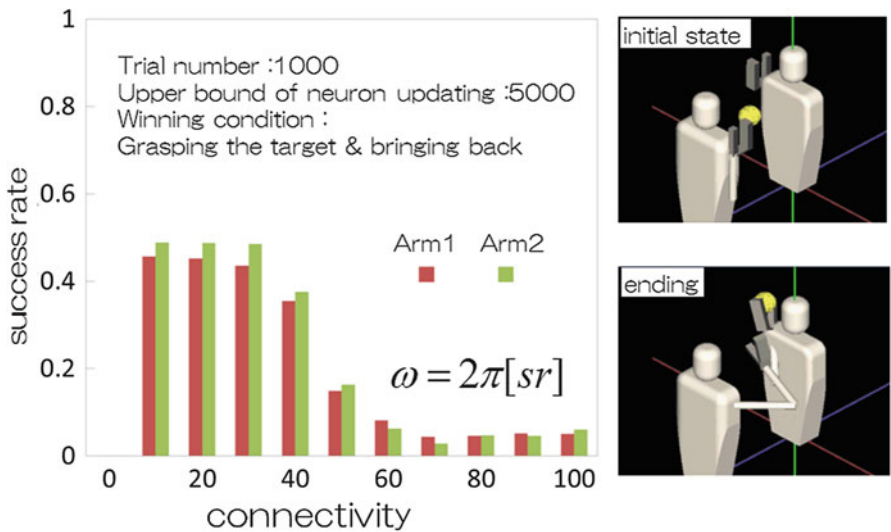 1
0.8
0.6
0.4
0.2
0
success rate
Trial number :1000
Upper bound of neuron updating :5000
Winning condition :
Grasping the target & bringing back
Arm1 Arm2
ω = 2π[sr]
0 20 40 60 80 100
connectivity
initial state
ending